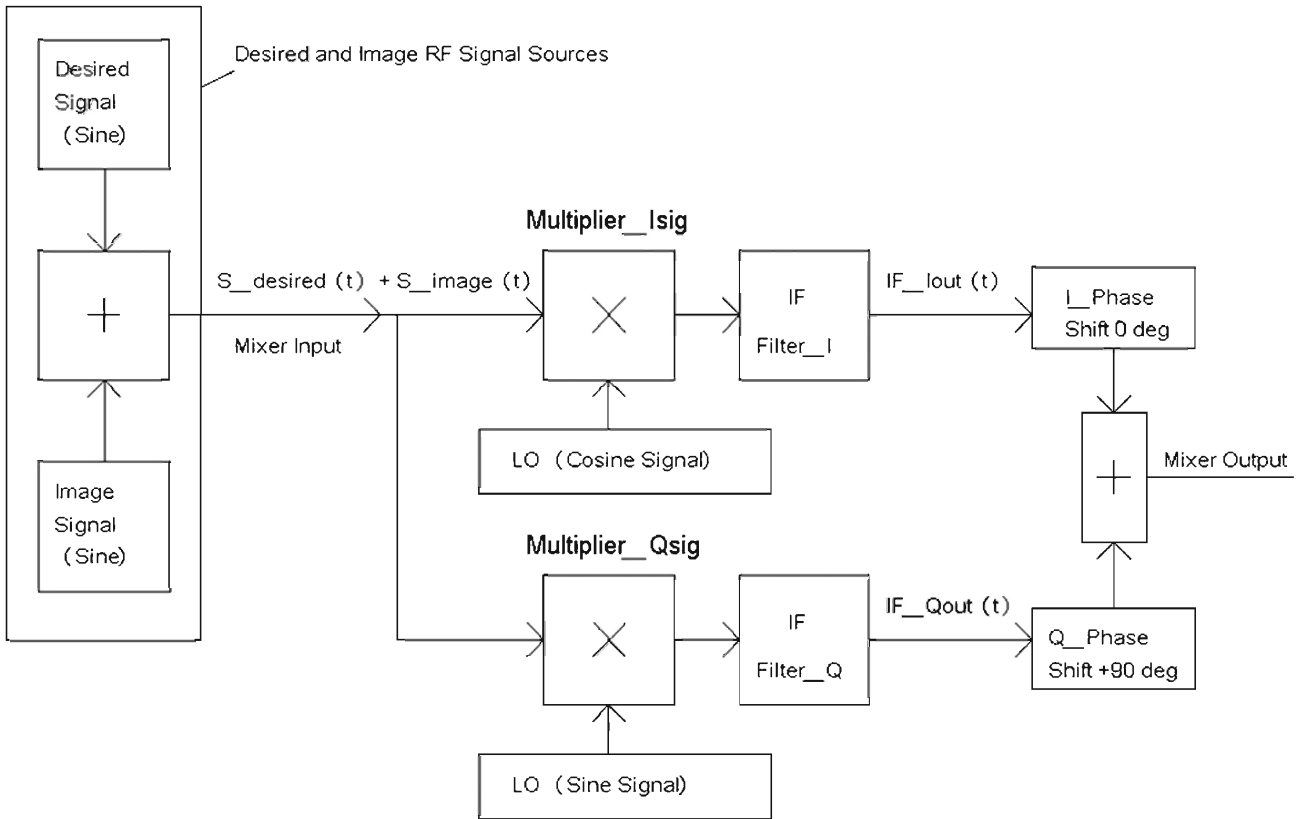 Desired and Image RF Signal Sources
Desired
Signal
(Sine)
+
S__desired (t) + S__image (t)
Mixer Input
Image
Signal
(Sine)
Multiplier__Isig
×
LO (Cosine Signal)
IF
Filter__I
IF__Iout (t)
I__Phase
Shift 0 deg
+
Mixer Output
Multiplier__Qsig
×
LO (Sine Signal)
IF
Filter__Q
IF__Qout (t)
Q__Phase
Shift +90 deg